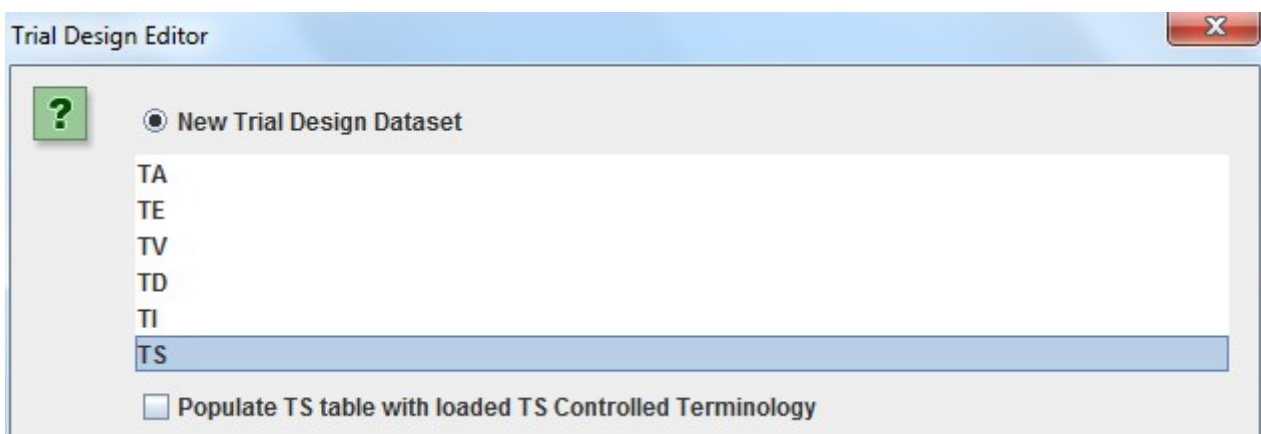 Trial Design Editor
?
New Trial Design Dataset
TA
TE
TV
TD
TI
TS
Populate TS table with loaded TS Controlled Terminology